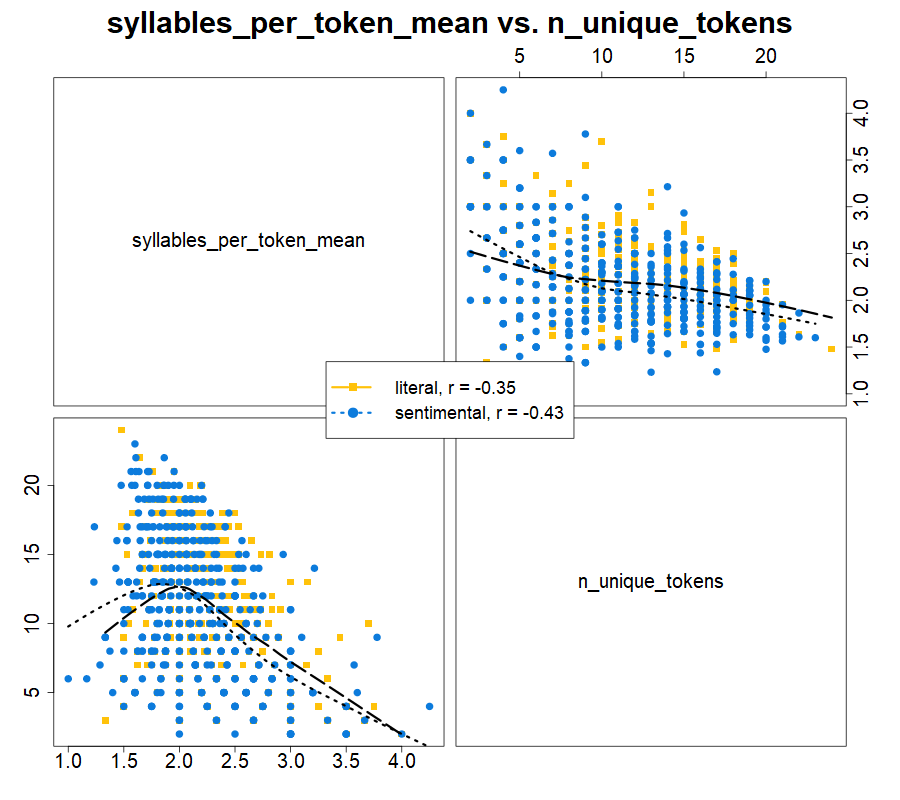 syllables_per_token_mean vs. n_unique_tokens
5 10 15 20
syllables_per_token_mean
1.0 1.5 2.0 2.5 3.0 3.5 4.0
literal, r = -0.35
sentimental, r = -0.43
5 10 15 20
n_unique_tokens
1.0 1.5 2.0 2.5 3.0 3.5 4.0